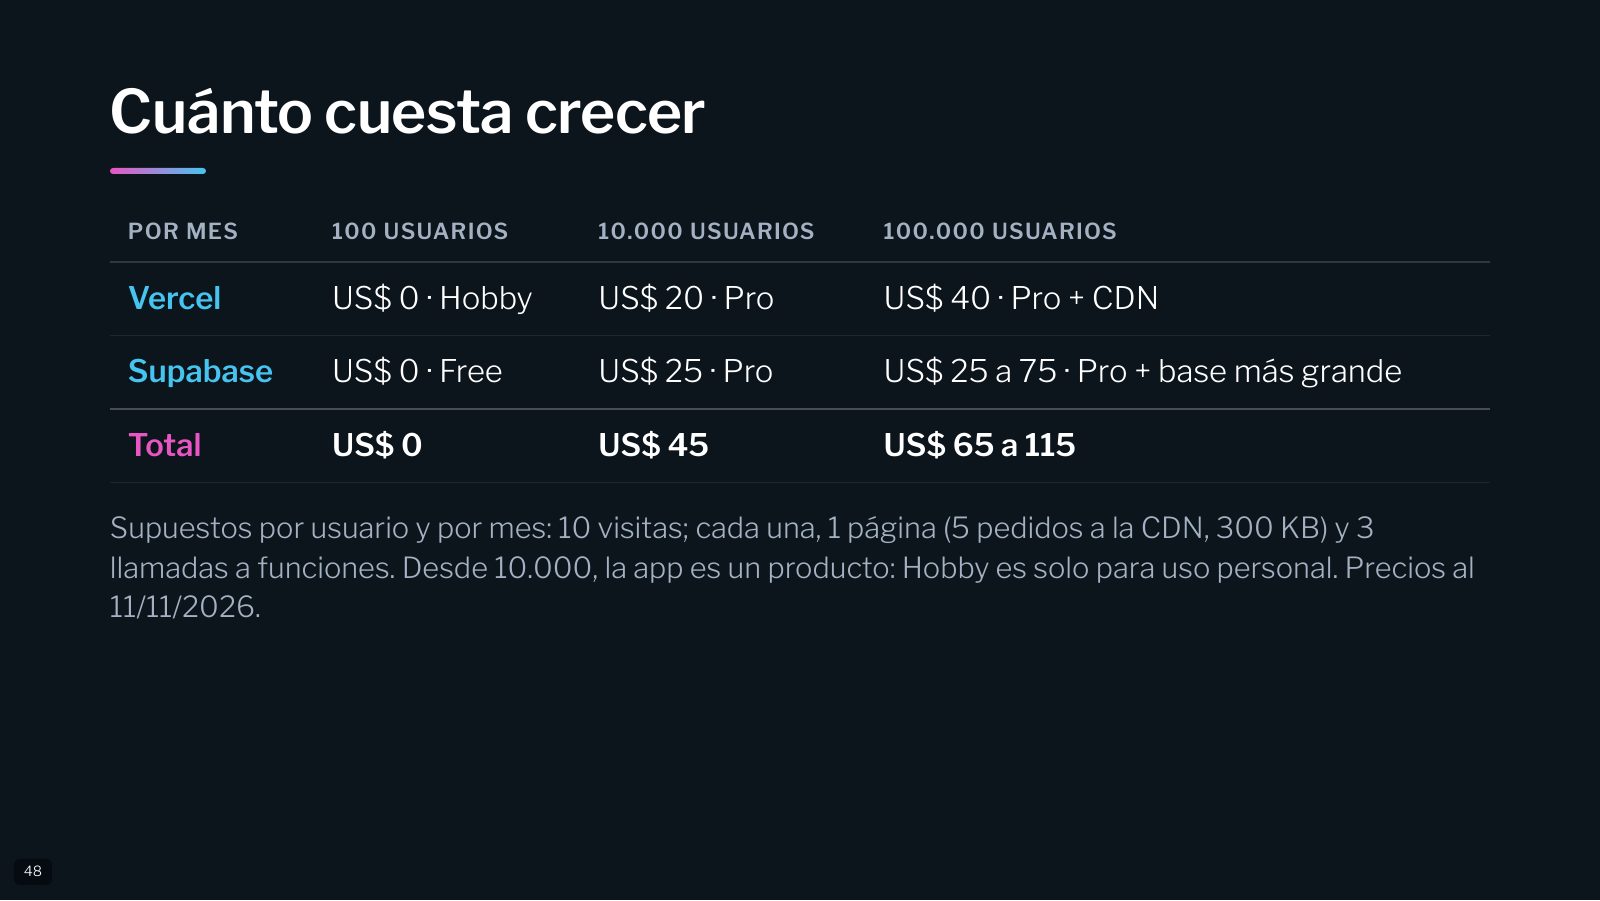 Cuánto cuesta crecer
POR MES 100 USUARIOS 10.000 USUARIOS 100.000 USUARIOS
Vercel US$ 0 · Hobby US$ 20 · Pro US$ 40 · Pro + CDN
Supabase US$ 0 · Free US$ 25 · Pro US$ 25 a 75 · Pro + base más grande
Total US$ 0 US$ 45 US$ 65 a 115
Supuestos por usuario y por mes: 10 visitas; cada una, 1 página (5 pedidos a la CDN, 300 KB) y 3
llamadas a funciones. Desde 10.000, la app es un producto: Hobby es solo para uso personal. Precios al
11/11/2026.
48